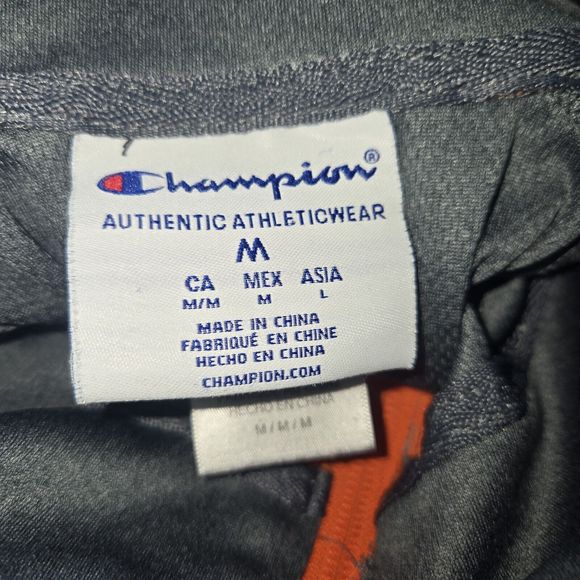 Champion®
AUTHENTIC ATHLETICWEAR
M
CA MEX ASIA
M/M M L
MADE IN CHINA
FABRIQUÉ EN CHINE
HECHO EN CHINA
CHAMPION.COM
HECHO EN CHINA
M/M/M